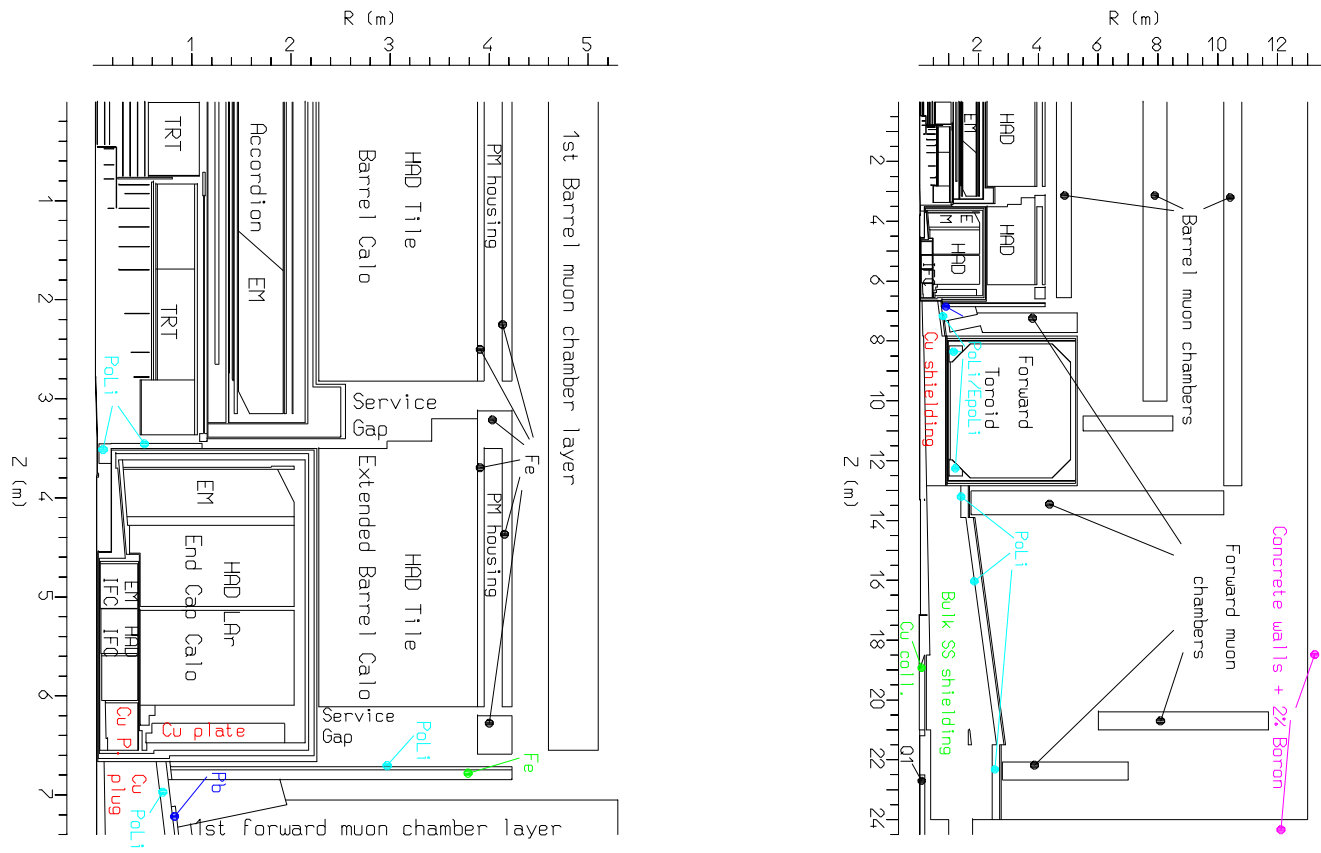 R (m)
1 2 3 4 5
Z (m)
1 2 3 4 5 6 7
TRT
TRT
Accordion
EM
HAD Tile
Barrel Calo
PM housing
1st Barrel muon chamber layer
PoLi
Service
Gap
Fe
EM
HAD LAr
End Cap Calo
HAD Tile
Extended Barrel Calo
PM housing
EM
IFC
HAD
IFC
Cu P.
Cu plate
Service
Gap
PoLi
Fe
Cu
plug
PoLi
Pb
1st forward muon chamber layer
R (m)
2 4 6 8 10 12
Z (m)
2 4 6 8 10 12 14 16 18 20 22 24
EM
HAD
E
M
HAD
HAD
IFC
Barrel muon chambers
Cu shielding
PoLi/EpoLi
Forward
Toroid
PoLi
Forward muon
chambers
Concrete walls + 2% Boron
Bulk SS shielding
Cu coll.
Q1